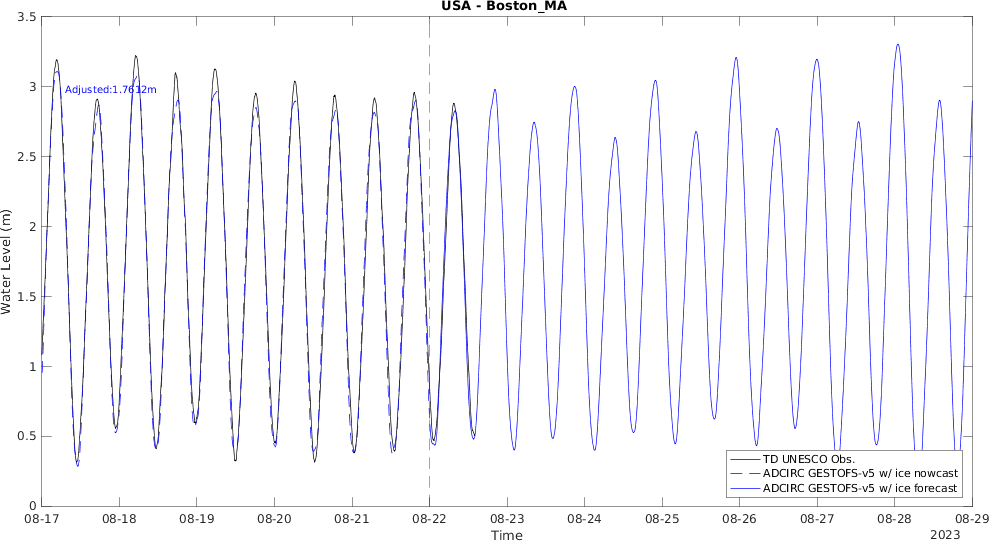 USA - Boston_MA
3.5
3
2.5
2
1.5
1
0.5
0
Water Level (m)
Adjusted:1.7612m
TD UNESCO Obs.
ADCIRC GESTOFS-v5 w/ ice nowcast
ADCIRC GESTOFS-v5 w/ ice forecast
08-17 08-18 08-19 08-20 08-21 08-22 08-23 08-24 08-25 08-26 08-27 08-28 08-29
Time
2023